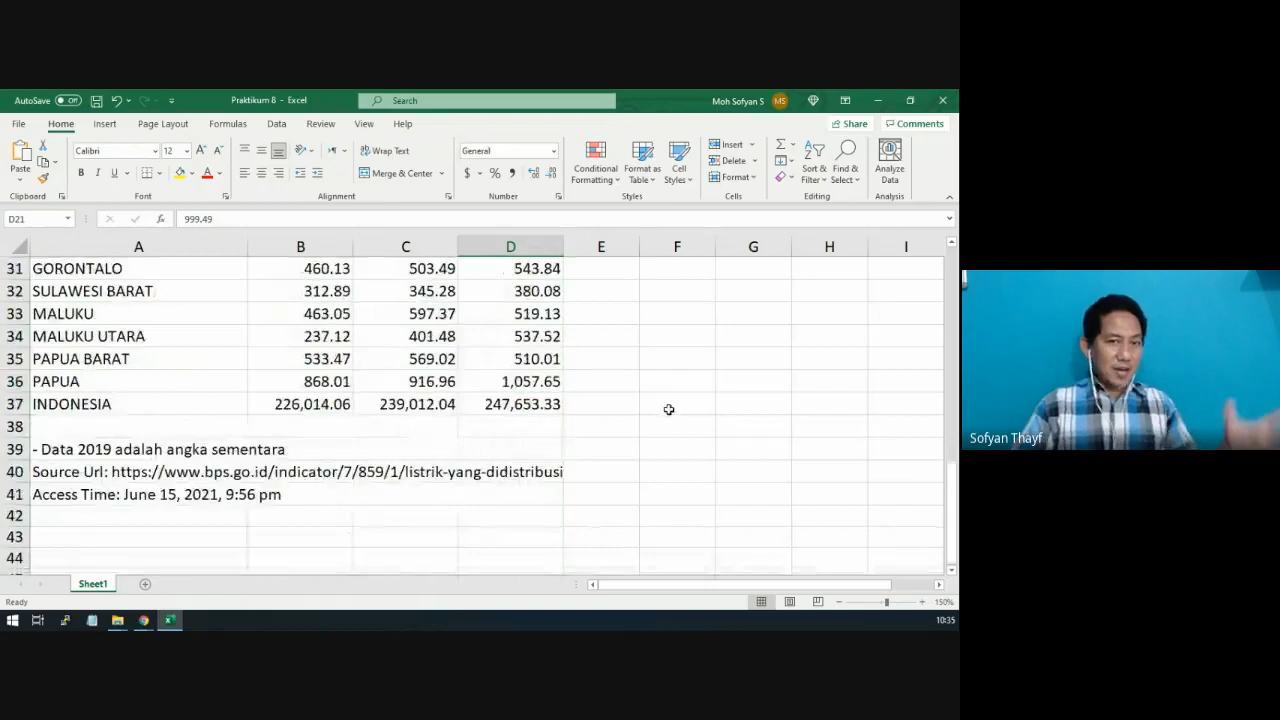 AutoSave Off Praktikum 8 - Excel Search Moh Sofyan S MS
File Home Insert Page Layout Formulas Data Review View Help Share Comments
Paste Calibri 12 Wrap Text General Insert
B I U Merge & Center $ % Conditional Formatting Format as Table Cell Styles Delete Format Sort & Filter Find & Select Analyze Data
Clipboard Font Alignment Number Styles Cells Editing Analysis
D21 fx 999.49
A B C D E F G H I
31 GORONTALO 460.13 503.49 543.84
32 SULAWESI BARAT 312.89 345.28 380.08
33 MALUKU 463.05 597.37 519.13
34 MALUKU UTARA 237.12 401.48 537.52
35 PAPUA BARAT 533.47 569.02 510.01
36 PAPUA 868.01 916.96 1,057.65
37 INDONESIA 226,014.06 239,012.04 247,653.33
38
39 - Data 2019 adalah angka sementara
40 Source Url: https://www.bps.go.id/indicator/7/859/1/listrik-yang-didistribusi
41 Access Time: June 15, 2021, 9:56 pm
42
43
44
Sheet1
Ready 150%
10:35
Sofyan Thayf